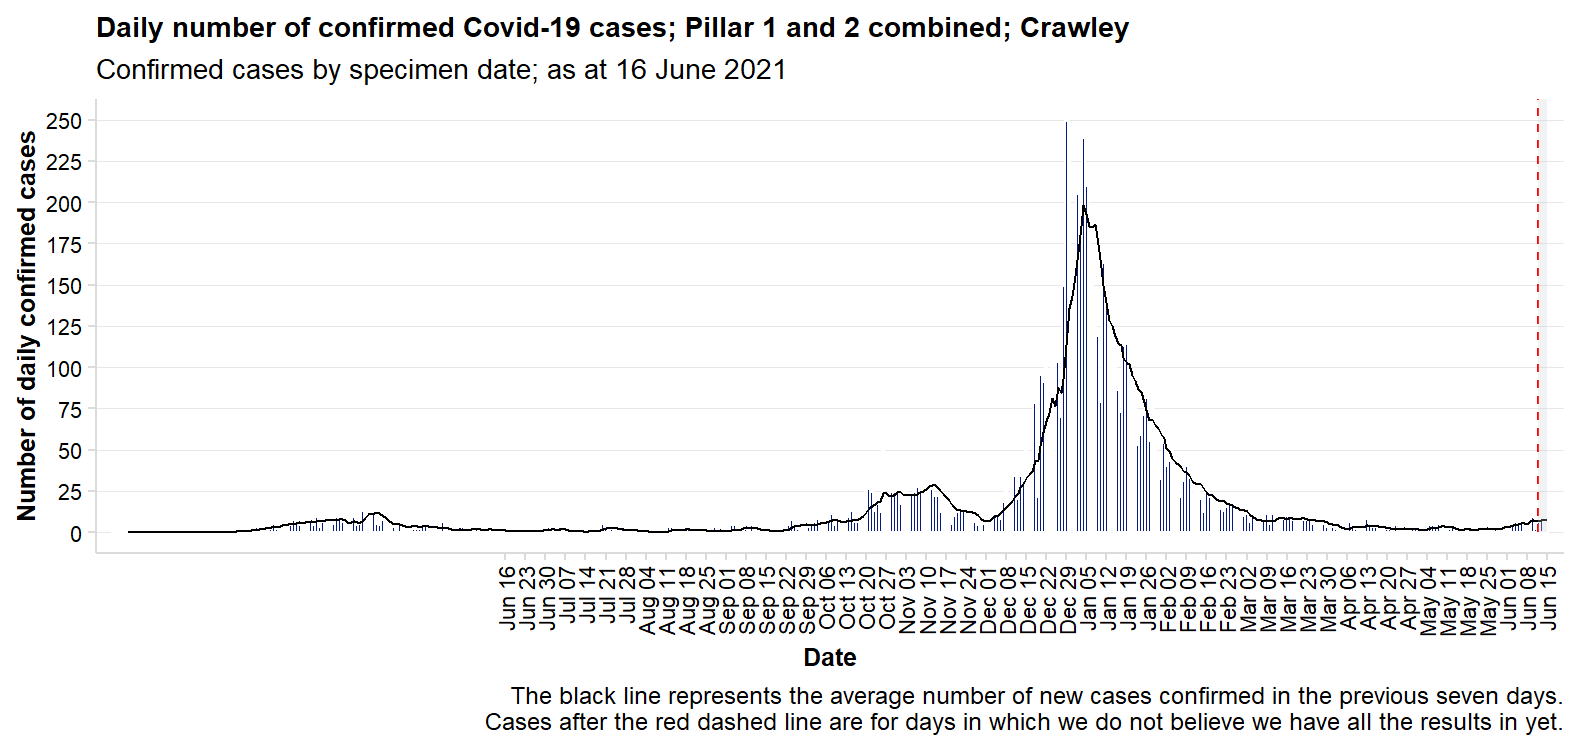 Daily number of confirmed Covid-19 cases; Pillar 1 and 2 combined; Crawley
Confirmed cases by specimen date; as at 16 June 2021
Number of daily confirmed cases
250
225
200
175
150
125
100
75
50
25
0
Jun 16
Jun 23
Jun 30
Jul 07
Jul 14
Jul 21
Jul 28
Aug 04
Aug 11
Aug 18
Aug 25
Sep 01
Sep 08
Sep 15
Sep 22
Sep 29
Oct 06
Oct 13
Oct 20
Oct 27
Nov 03
Nov 10
Nov 17
Nov 24
Dec 01
Dec 08
Dec 15
Dec 22
Dec 29
Jan 05
Jan 12
Jan 19
Jan 26
Feb 02
Feb 09
Feb 16
Feb 23
Mar 02
Mar 09
Mar 16
Mar 23
Mar 30
Apr 06
Apr 13
Apr 20
Apr 27
May 04
May 11
May 18
May 25
Jun 01
Jun 08
Jun 15
Date
The black line represents the average number of new cases confirmed in the previous seven days.
Cases after the red dashed line are for days in which we do not believe we have all the results in yet.